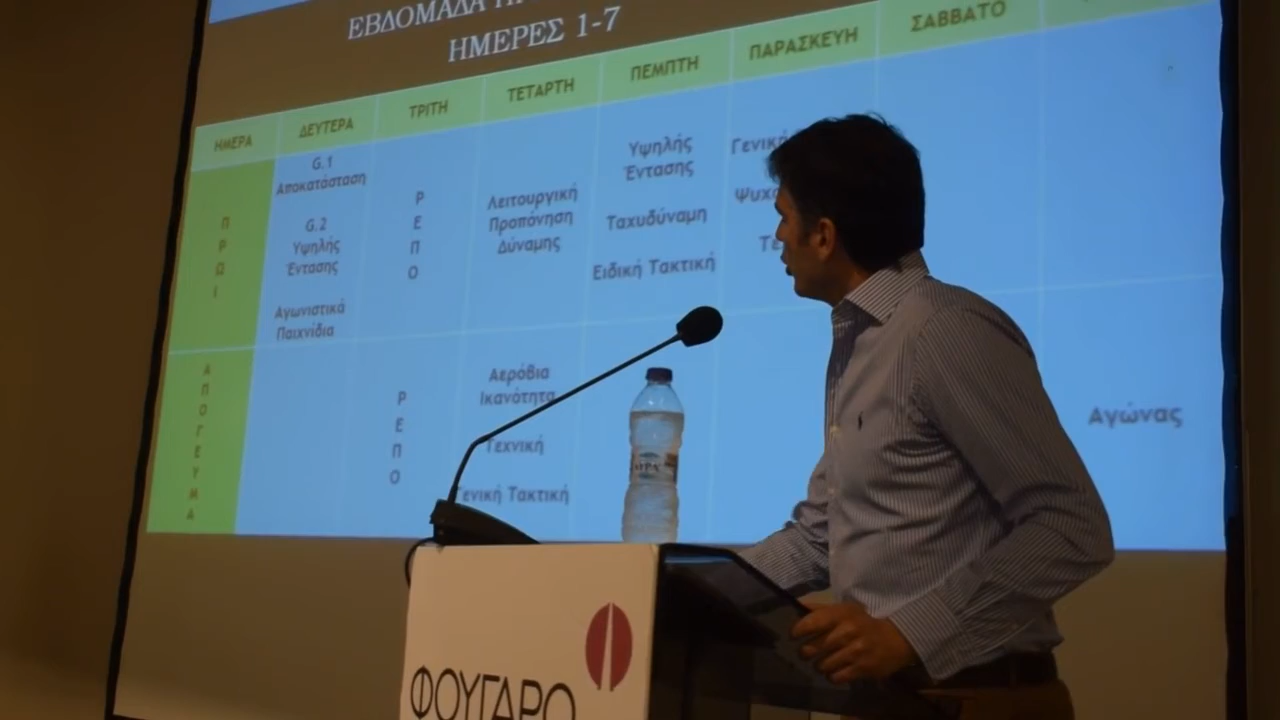 ΕΒΔΟΜΑΔΑ
ΗΜΕΡΕΣ 1-7
ΗΜΕΡΑ
ΔΕΥΤΕΡΑ
ΤΡΙΤΗ
ΤΕΤΑΡΤΗ
ΠΕΜΠΤΗ
ΠΑΡΑΣΚΕΥΗ
ΣΑΒΒΑΤΟ
ΠΡΩΙ
G.1
Αποκατάσταση
G.2
Υψηλής
Έντασης
Αγωνιστικά
Παιχνίδια
ΡΕΠΟ
Λειτουργική
Προπόνηση
Δύναμης
Υψηλής
Έντασης
Ταχυδύναμη
Ειδική Τακτική
ΑΠΟΓΕΥΜΑ
ΡΕΠΟ
Αερόβια
Ικανότητα
Τεχνική
Γενική Τακτική
Αγώνας
ΦΟΥΓΑΡΟ